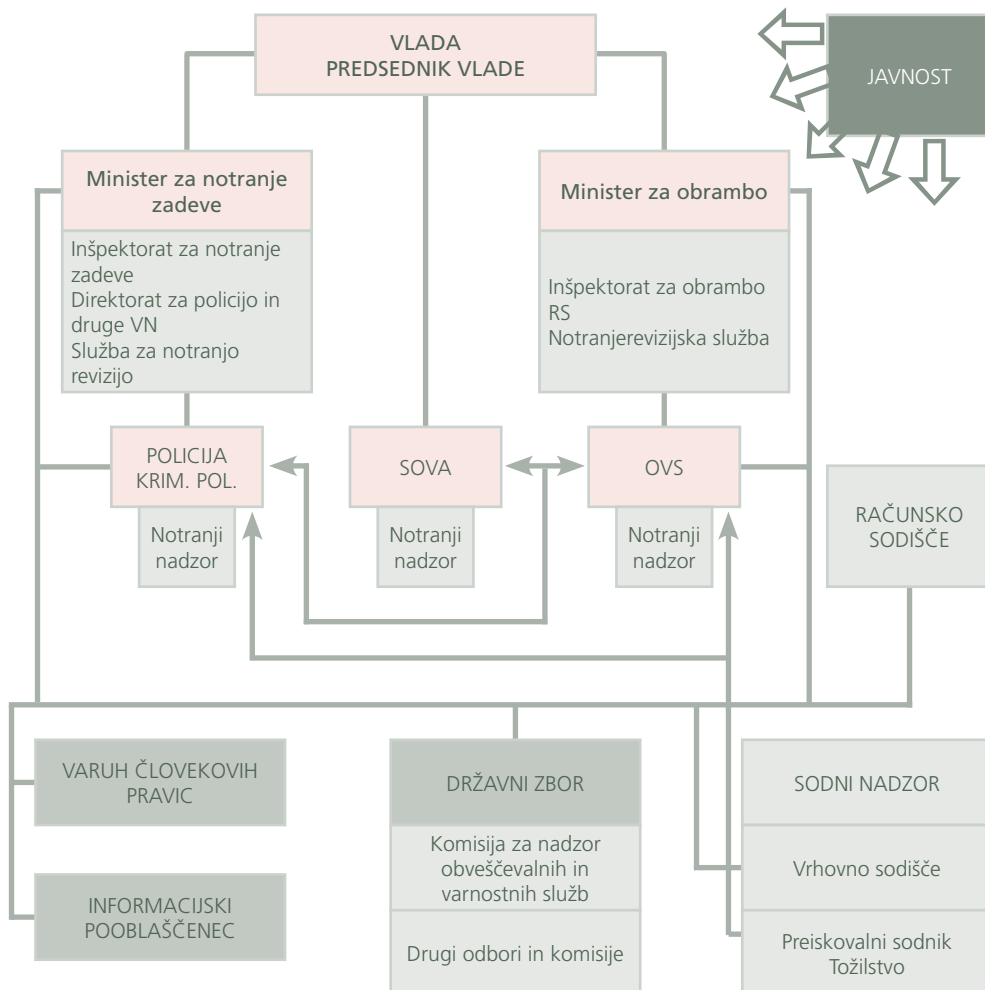 VLADA
PREDSEDNIK VLADE
JAVNOST
Minister za notranje
zadeve
Inšpektorat za notranje
zadeve
Direktorat za policijo in
druge VN
Služba za notranjo
revizijo
Minister za obrambo
Inšpektorat za obrambo
RS
Notranjerevizijska služba
POLICIJA
KRIM. POL.
Notranji
nadzor
SOVA
Notranji
nadzor
OVS
Notranji
nadzor
RAČUNSKO
SODIŠČE
VARUH ČLOVEKOVIH
PRAVIC
INFORMACIJSKI
POOBLAŠČENEC
DRŽAVNI ZBOR
Komisija za nadzor
obveščevalnih in
varnostnih služb
Drugi odbori in komisije
SODNI NADZOR
Vrhovno sodišče
Preiskovalni sodnik
Tožilstvo